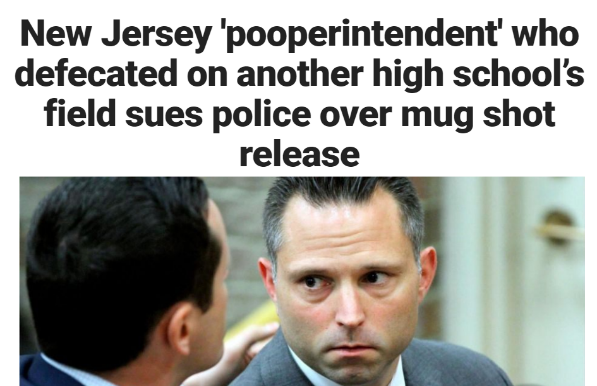 New Jersey 'pooperintendent' who
defecated on another high school’s
field sues police over mug shot
release